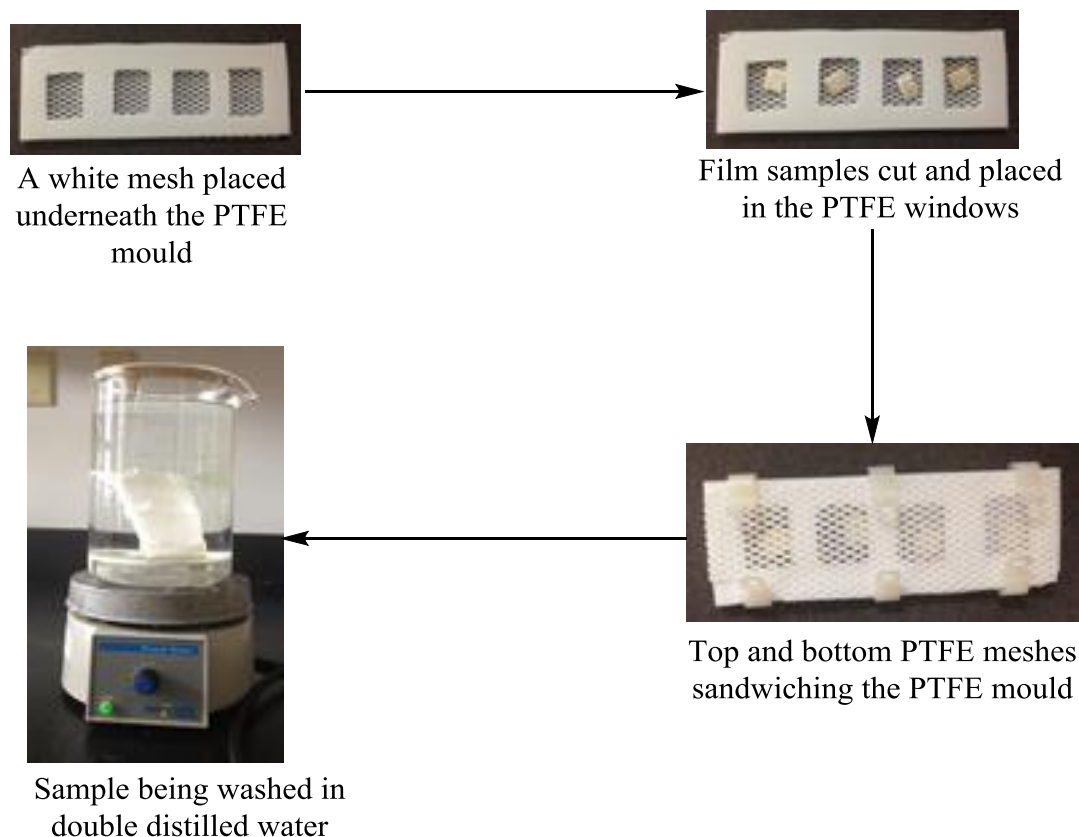 A white mesh placed
underneath the PTFE
mould
Film samples cut and placed
in the PTFE windows
Top and bottom PTFE meshes
sandwiching the PTFE mould
Sample being washed in
double distilled water